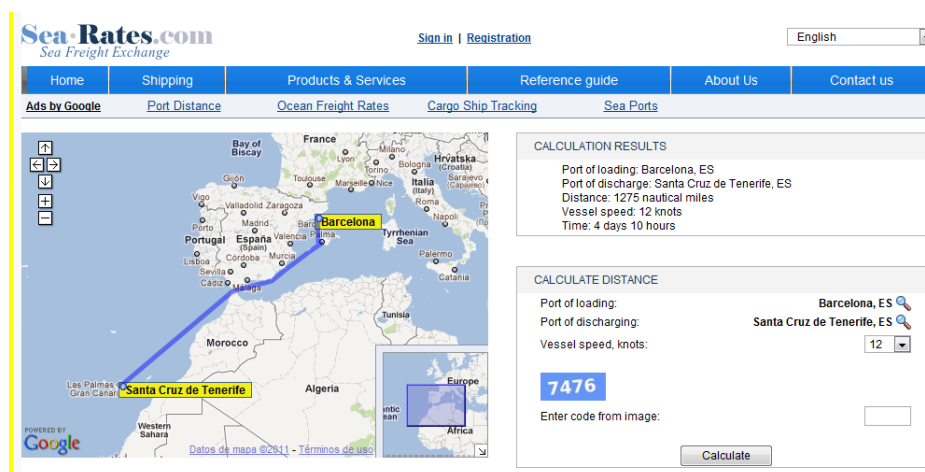 Sea-Rates.com
Sea Freight Exchange
Sign in | Registration
English
Home Shipping Products & Services Reference guide About Us Contact us
Ads by Google Port Distance Ocean Freight Rates Cargo Ship Tracking Sea Ports
CALCULATION RESULTS
Port of loading: Barcelona, ES
Port of discharge: Santa Cruz de Tenerife, ES
Distance: 1275 nautical miles
Vessel speed: 12 knots
Time: 4 days 10 hours
CALCULATE DISTANCE
Port of loading: Barcelona, ES
Port of discharging: Santa Cruz de Tenerife, ES
Vessel speed, knots: 12
7476
Enter code from image:
Calculate
Bay of
Biscay
France
Lyon
Milano
Torino
Bologna
Hrvatska
(Croatia)
Gijón
Toulouse
Marseille
Nice
Italia
(Italy)
Sarajevo
Roma
Vigo
Valladolid
Zaragoza
Porto
Madrid
Barcelona
Napoli
Portugal
España
(Spain)
Valencia
Palma
Tyrrhenian
Sea
Lisboa
Córdoba
Murcia
Palermo
Sevilla
Catania
Cádiz
Málaga
Tunisia
Morocco
Las Palmas
Gran Canari
Santa Cruz de Tenerife
Algeria
Western
Sahara
Europe
ntic
ean
Africa
POWERED BY
Google
Datos de mapa ©2011 - Términos de uso